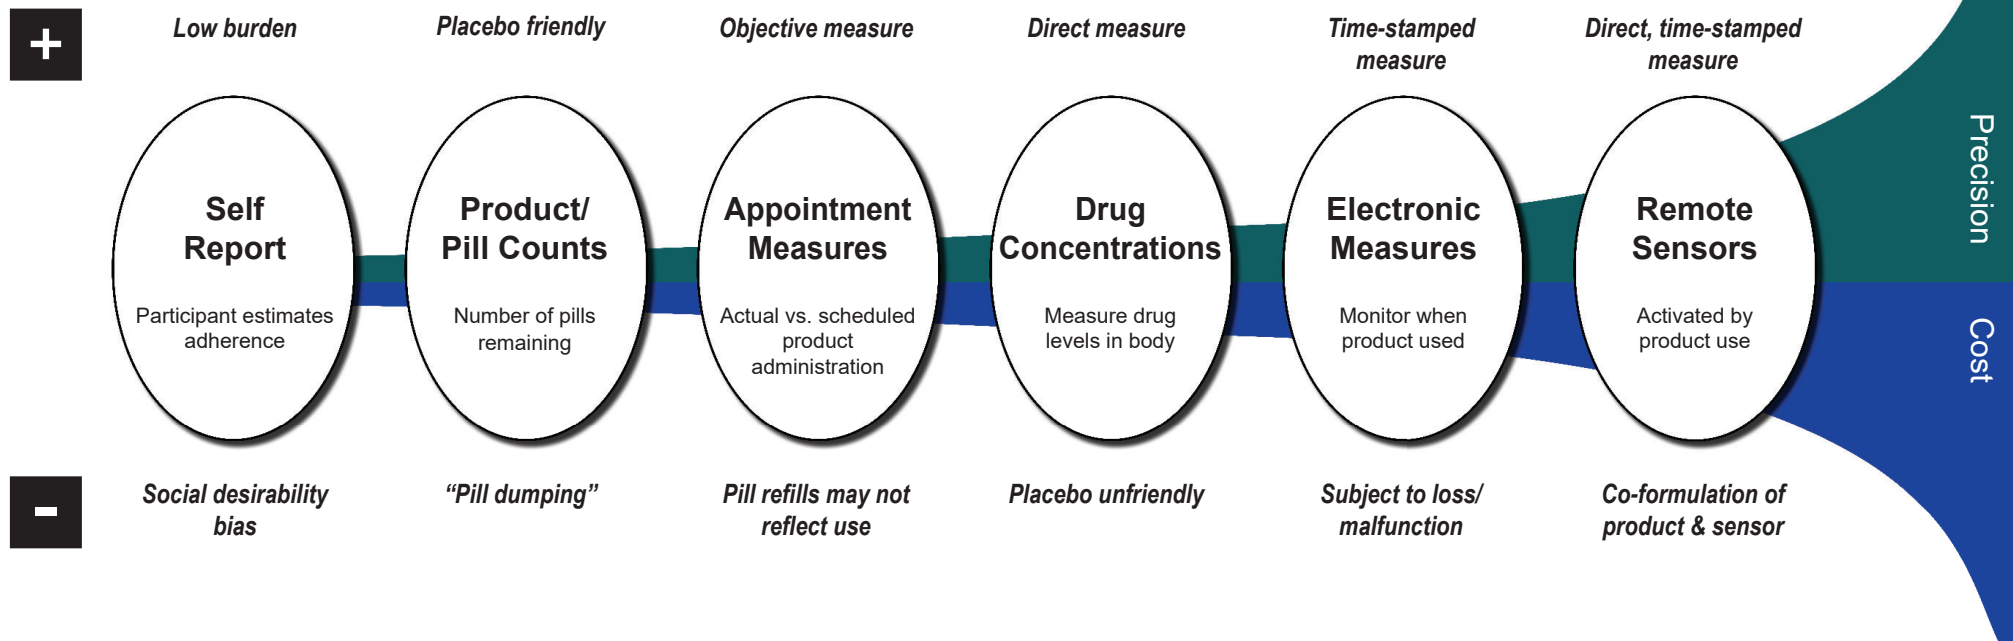 +
Low burden
Placebo friendly
Objective measure
Direct measure
Time-stamped
measure
Direct, time-stamped
measure
Self
Report
Participant estimates
adherence
Product/
Pill Counts
Number of pills
remaining
Appointment
Measures
Actual vs. scheduled
product
administration
Drug
Concentrations
Measure drug
levels in body
Electronic
Measures
Monitor when
product used
Remote
Sensors
Activated by
product use
Precision
Cost
-
Social desirability
bias
“Pill dumping”
Pill refills may not
reflect use
Placebo unfriendly
Subject to loss/
malfunction
Co-formulation of
product & sensor